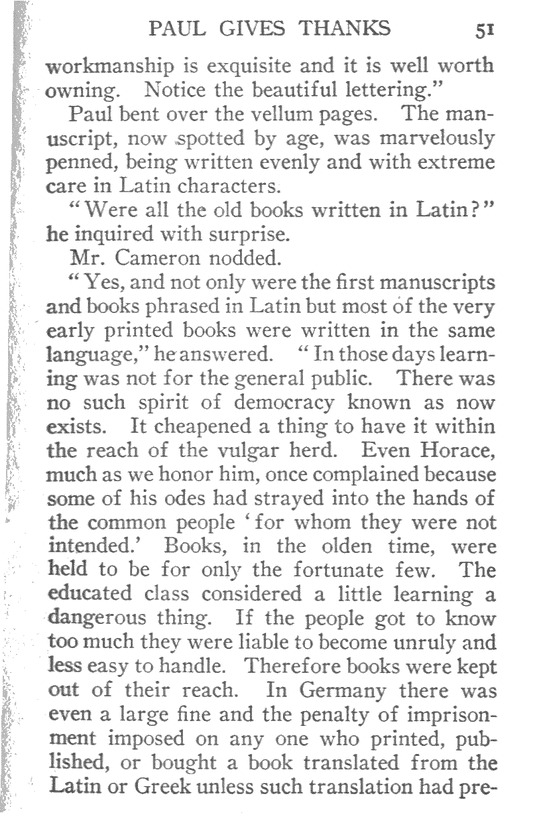 PAUL GIVES THANKS 51
workmanship is exquisite and it is well worth
owning. Notice the beautiful lettering.”
Paul bent over the vellum pages. The man-
uscript, now spotted by age, was marvelously
penned, being written evenly and with extreme
care in Latin characters.
“Were all the old books written in Latin?”
he inquired with surprise.
Mr. Cameron nodded.
“Yes, and not only were the first manuscripts
and books phrased in Latin but most of the very
early printed books were written in the same
language,” he answered. “In those days learn-
ing was not for the general public. There was
no such spirit of democracy known as now
exists. It cheapened a thing to have it within
the reach of the vulgar herd. Even Horace,
much as we honor him, once complained because
some of his odes had strayed into the hands of
the common people ‘for whom they were not
intended.’ Books, in the olden time, were
held to be for only the fortunate few. The
educated class considered a little learning a
dangerous thing. If the people got to know
too much they were liable to become unruly and
less easy to handle. Therefore books were kept
out of their reach. In Germany there was
even a large fine and the penalty of imprison-
ment imposed on any one who printed, pub-
lished, or bought a book translated from the
Latin or Greek unless such translation had pre-